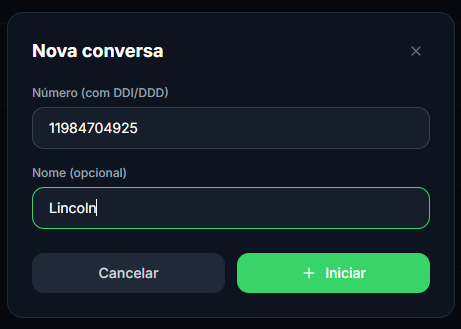 Nova conversa
Número (com DDI/DDD)
11984704925
Nome (opcional)
Lincoln
Cancelar
+ Iniciar